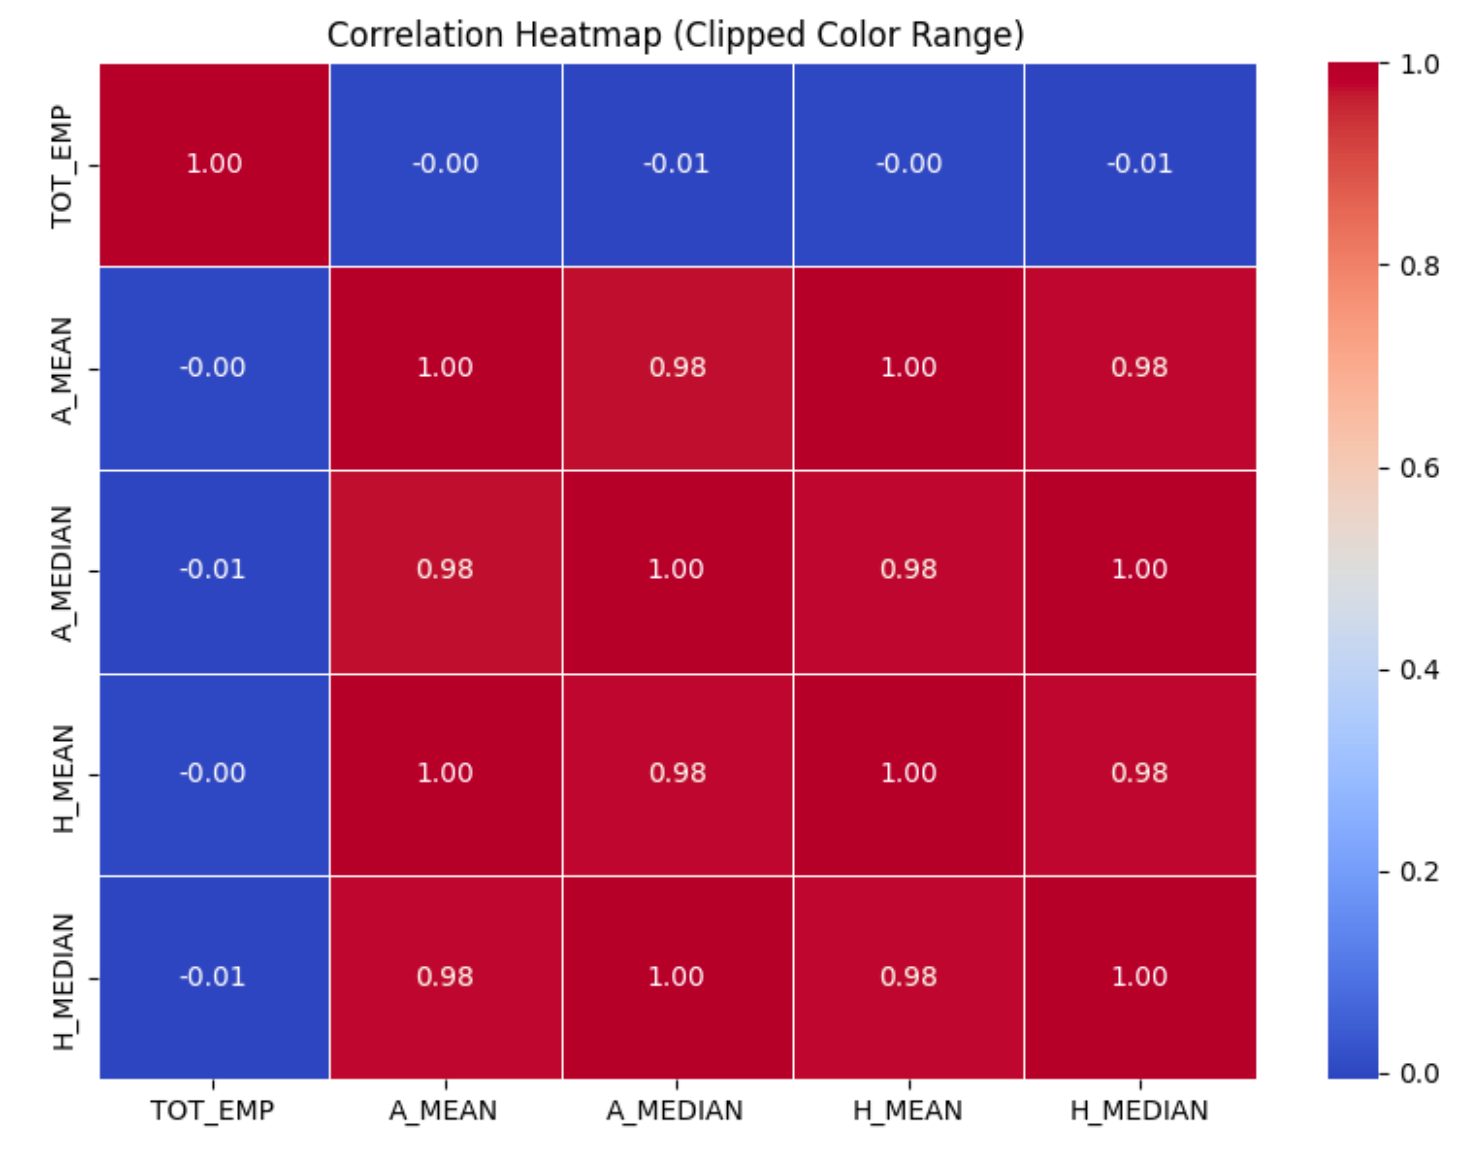 Correlation Heatmap (Clipped Color Range)
TOT_EMP
1.00 -0.00 -0.01 -0.00 -0.01
A_MEAN
-0.00 1.00 0.98 1.00 0.98
A_MEDIAN
-0.01 0.98 1.00 0.98 1.00
H_MEAN
-0.00 1.00 0.98 1.00 0.98
H_MEDIAN
-0.01 0.98 1.00 0.98 1.00
TOT_EMP A_MEAN A_MEDIAN H_MEAN H_MEDIAN
1.0
0.8
0.6
0.4
0.2
0.0